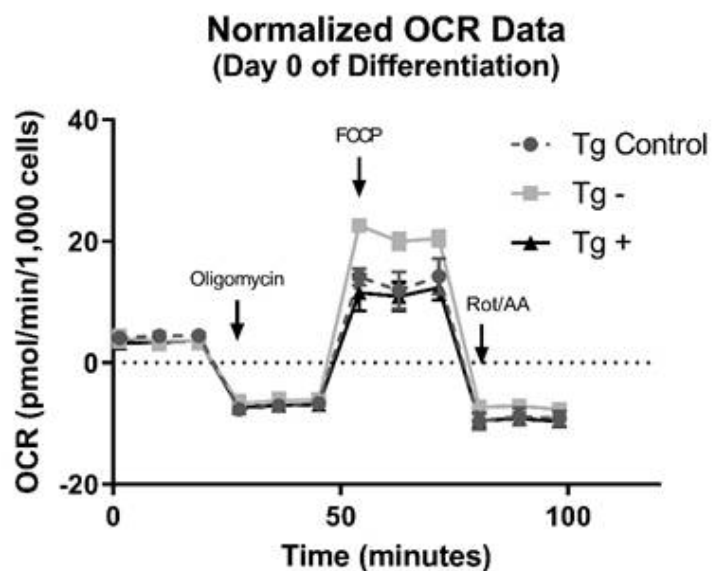 Normalized OCR Data
(Day 0 of Differentiation)
OCR (pmol/min/1,000 cells)
40
20
0
-20
FCCP
Oligomycin
Rot/AA
Tg Control
Tg -
Tg +
0
50
100
Time (minutes)